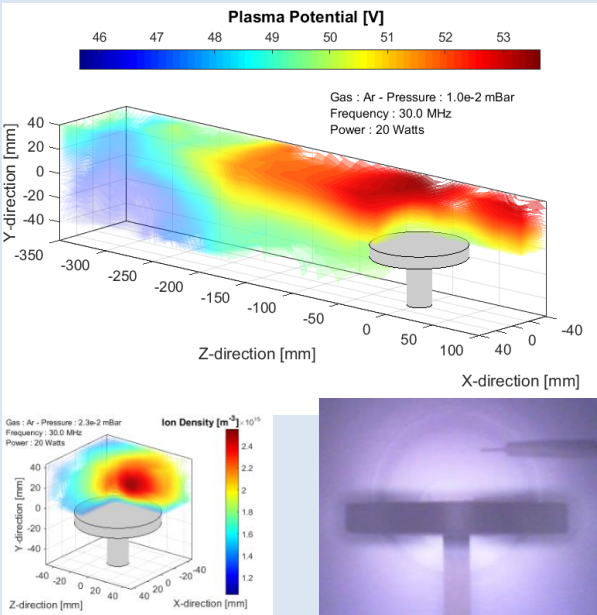 Plasma Potential [V]
46 47 48 49 50 51 52 53
Gas : Ar - Pressure : 1.0e-2 mBar
Frequency : 30.0 MHz
Power : 20 Watts
Y-direction [mm]
40
20
0
-20
-40
-350
-300
-250
-200
-150
-100
-50
0
50
100
Z-direction [mm]
40
0
-40
X-direction [mm]
Gas : Ar - Pressure : 2.3e-2 mBar
Frequency : 30.0 MHz
Power : 20 Watts
Ion Density [m⁻³] ×10¹⁵
2.4
2.2
2
1.8
1.6
1.4
1.2
Y-direction [mm]
40
20
0
-20
-40
-40
-20
0
20
40
Z-direction [mm]
40
20
0
-20
-40
X-direction [mm]